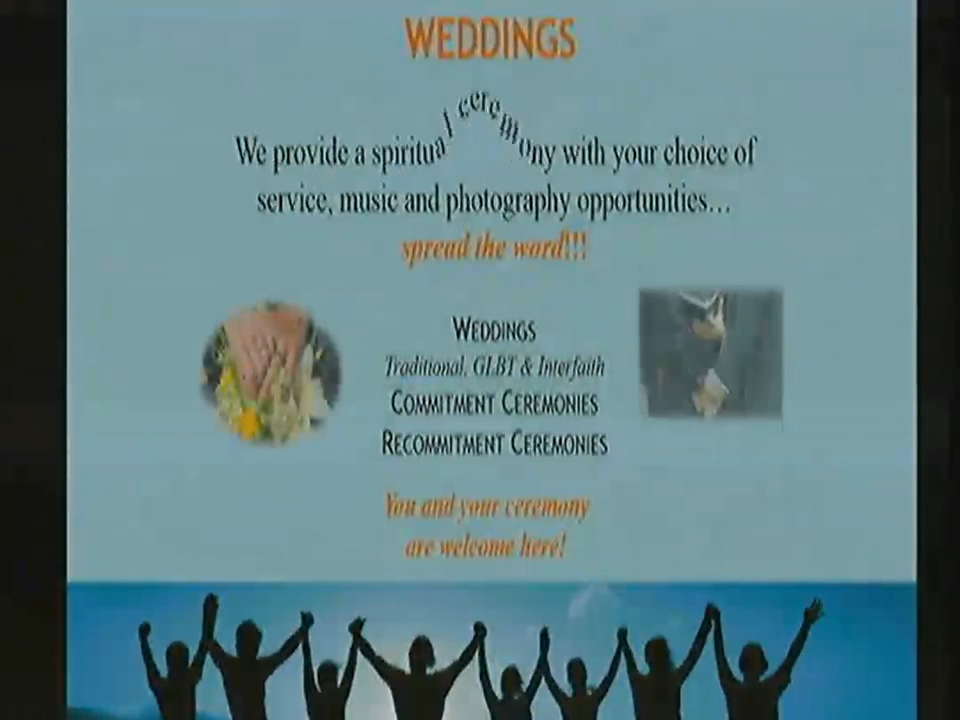 WEDDINGS
We provide a spiritual ceremony with your choice of
service, music and photography opportunities...
spread the word!!!
WEDDINGS
Traditional, GLBT & Interfaith
COMMITMENT CEREMONIES
RECOMMITMENT CEREMONIES
You and your ceremony
are welcome here!